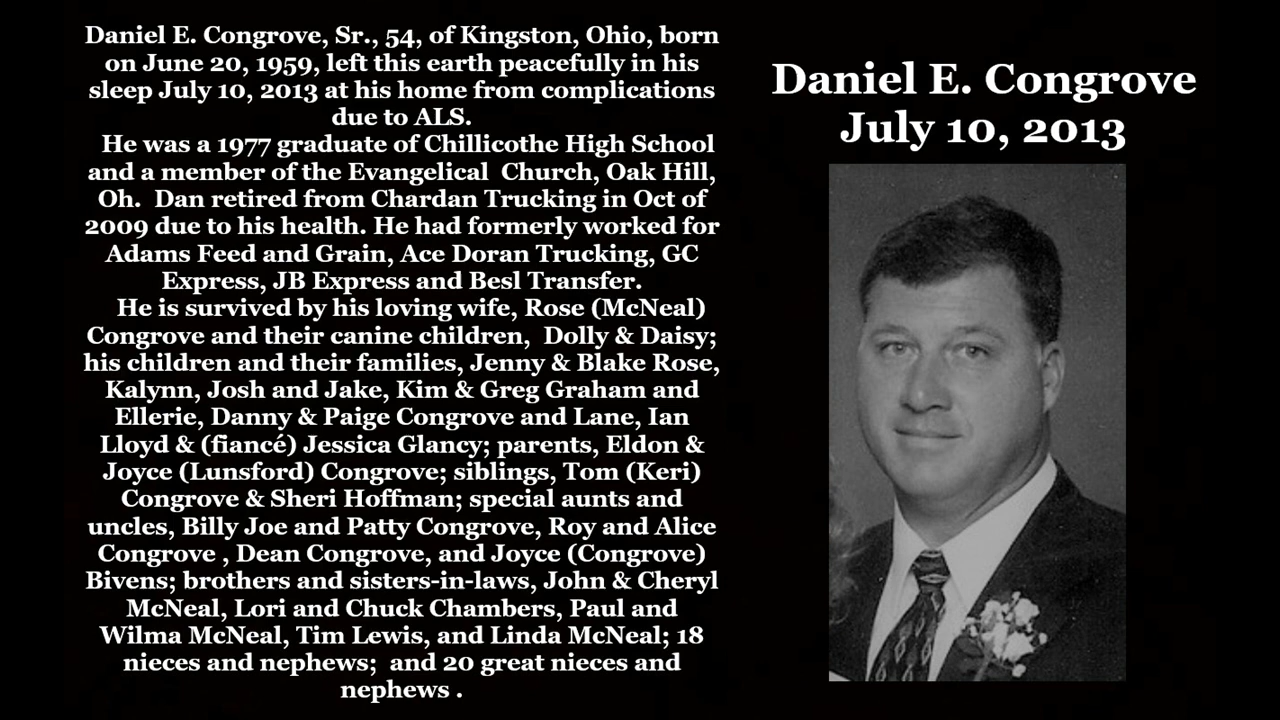 Daniel E. Congrove, Sr., 54, of Kingston, Ohio, born
on June 20, 1959, left this earth peacefully in his
sleep July 10, 2013 at his home from complications
due to ALS.
He was a 1977 graduate of Chillicothe High School
and a member of the Evangelical Church, Oak Hill,
Oh. Dan retired from Chardan Trucking in Oct of
2009 due to his health. He had formerly worked for
Adams Feed and Grain, Ace Doran Trucking, GC
Express, JB Express and Besl Transfer.
He is survived by his loving wife, Rose (McNeal)
Congrove and their canine children, Dolly & Daisy;
his children and their families, Jenny & Blake Rose,
Kalynn, Josh and Jake, Kim & Greg Graham and
Ellerie, Danny & Paige Congrove and Lane, Ian
Lloyd & (fiancé) Jessica Glancy; parents, Eldon &
Joyce (Lunsford) Congrove; siblings, Tom (Keri)
Congrove & Sheri Hoffman; special aunts and
uncles, Billy Joe and Patty Congrove, Roy and Alice
Congrove , Dean Congrove, and Joyce (Congrove)
Bivens; brothers and sisters-in-laws, John & Cheryl
McNeal, Lori and Chuck Chambers, Paul and
Wilma McNeal, Tim Lewis, and Linda McNeal; 18
nieces and nephews; and 20 great nieces and
nephews .
Daniel E. Congrove
July 10, 2013